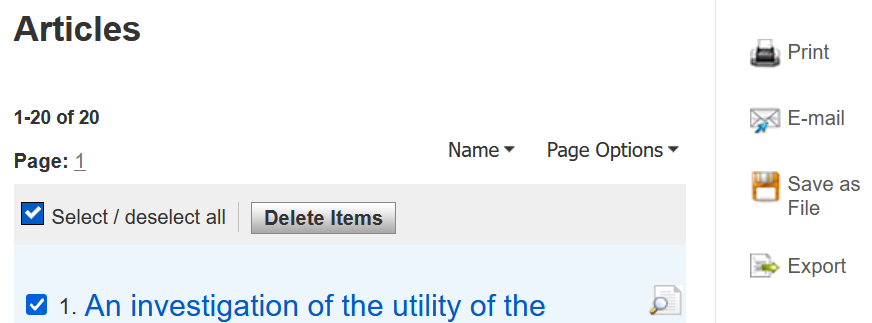 Articles
1-20 of 20
Page: 1
Name Page Options
Select / deselect all Delete Items
1. An investigation of the utility of the
Print
E-mail
Save as
File
Export